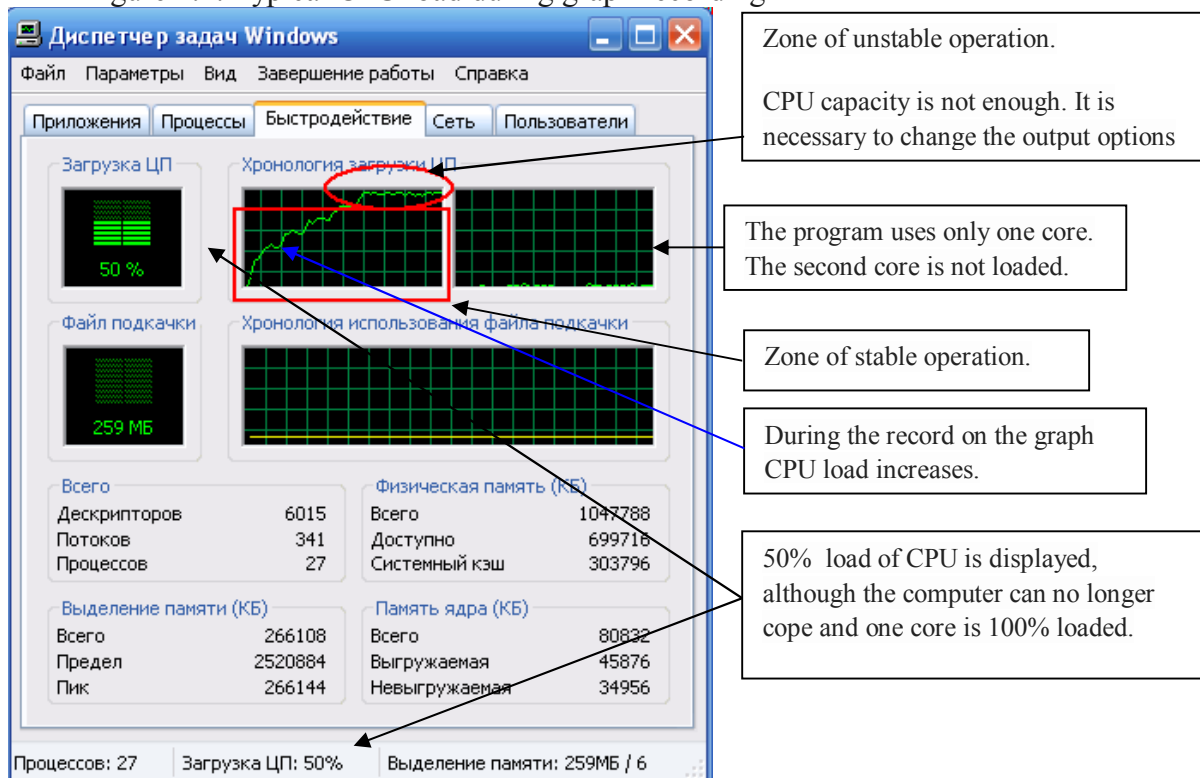 Диспетчер задач Windows
Файл Параметры Вид Завершение работы Справка
Приложения Процессы Быстродействие Сеть Пользователи
Загрузка ЦП
Хронология загрузки ЦП
50 %
Файл подкачки
Хронология использования файла подкачки
259 МБ
Всего
Дескрипторов 6015
Потоков 341
Процессов 27
Физическая память (КБ)
Всего 1047788
Доступно 699716
Системный кэш 303796
Выделение памяти (КБ)
Всего 266108
Предел 2520884
Пик 266144
Память ядра (КБ)
Всего 80832
Выгружаемая 45876
Невыгружаемая 34956
Процессов: 27 Загрузка ЦП: 50% Выделение памяти: 259МБ / 6
Zone of unstable operation.
CPU capacity is not enough. It is
necessary to change the output options
The program uses only one core.
The second core is not loaded.
Zone of stable operation.
During the record on the graph
CPU load increases.
50% load of CPU is displayed,
although the computer can no longer
cope and one core is 100% loaded.